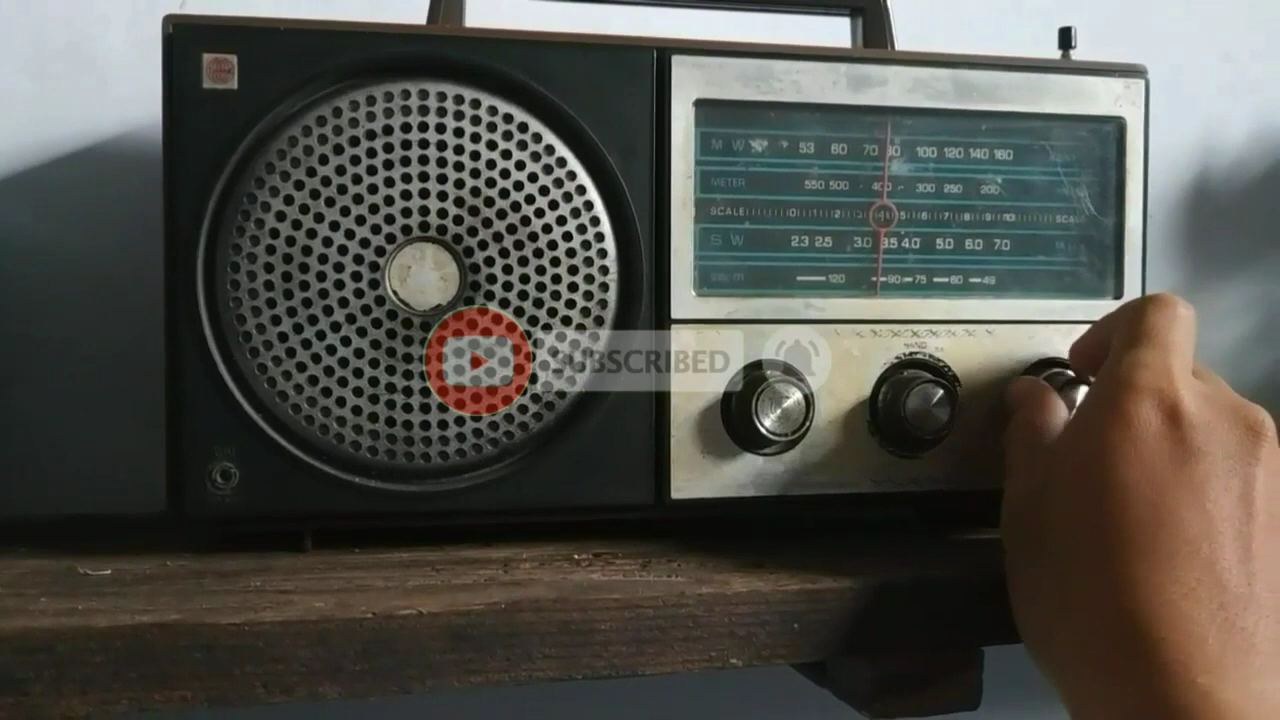 M W 53 60 70 80 100 120 140 160
METER 550 500 400 300 250 200
SCALE 0 1 2 3 4 5 6 7 8 9 10 SCALE
S W 2.3 2.5 3.0 3.5 4.0 5.0 6.0 7.0
120 90 75 60 49
SUBSCRIBED
BAND